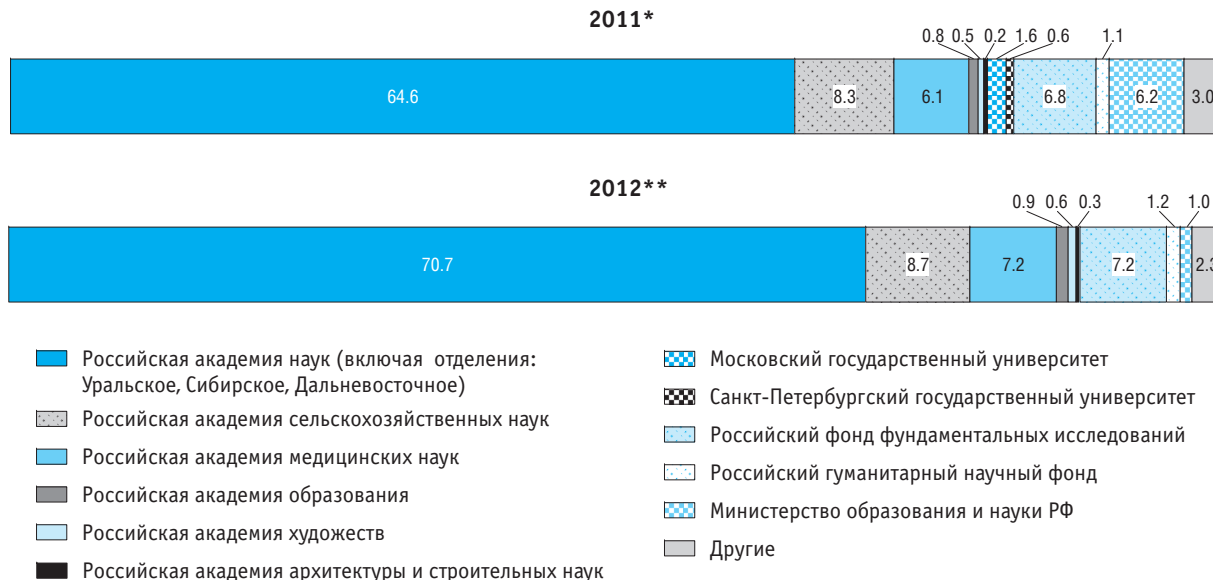 2011*
0.8 0.5 0.2 1.6 0.6 1.1
64.6 8.3 6.1 6.8 6.2 3.0
2012**
0.9 0.6 0.3 1.2 1.0
70.7 8.7 7.2 7.2 2.3
Российская академия наук (включая отделения:
Уральское, Сибирское, Дальневосточное)
Российская академия сельскохозяйственных наук
Российская академия медицинских наук
Российская академия образования
Российская академия художеств
Российская академия архитектуры и строительных наук
Московский государственный университет
Санкт-Петербургский государственный университет
Российский фонд фундаментальных исследований
Российский гуманитарный научный фонд
Министерство образования и науки РФ
Другие